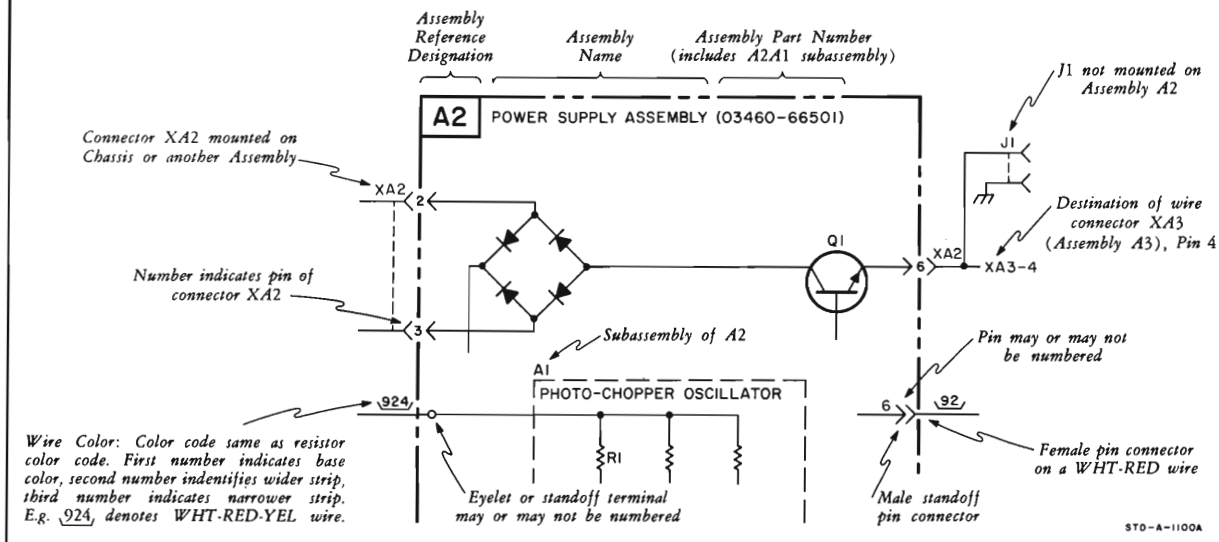 Assembly
Reference
Designation
Assembly
Name
Assembly Part Number
(includes A2A1 subassembly)
J1 not mounted on
Assembly A2
A2
POWER SUPPLY ASSEMBLY (03460-66501)
Connector XA2 mounted on
Chassis or another Assembly
XA2
2
J1
Destination of wire
connector XA3
(Assembly A3), Pin 4
Q1
6
XA2
XA3-4
Number indicates pin of
connector XA2
3
Subassembly of A2
Pin may or may not
be numbered
A1
PHOTO-CHOPPER OSCILLATOR
924
6
92
R1
Wire Color: Color code same as resistor
color code. First number indicates base
color, second number indentifies wider strip,
third number indicates narrower strip.
E.g. 924 denotes WHT-RED-YEL wire.
Eyelet or standoff terminal
may or may not be numbered
Male standoff
pin connector
Female pin connector
on a WHT-RED wire
STD-A-1100A